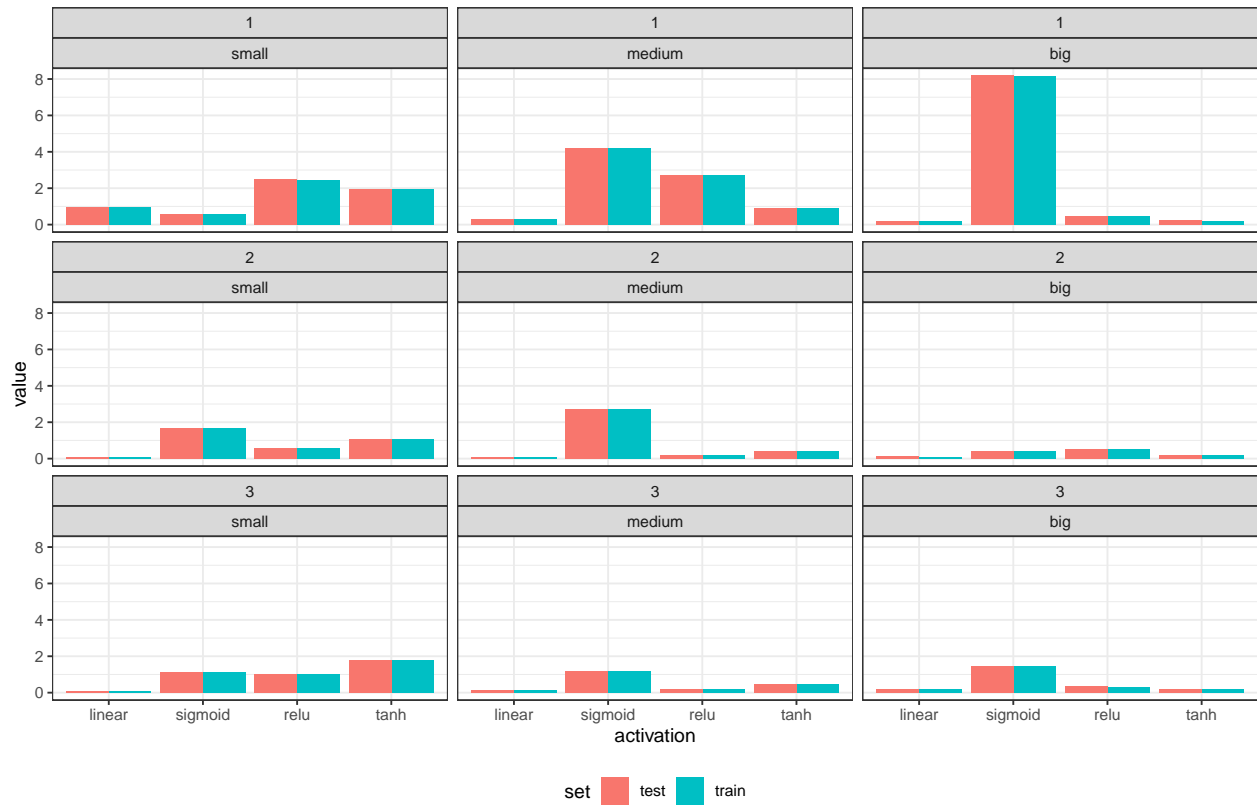 1 1 1
small medium big
8
6
4
2
0
2 2 2
small medium big
8
6
4
2
0
3 3 3
small medium big
8
6
4
2
0
value
linear sigmoid relu tanh linear sigmoid relu tanh linear sigmoid relu tanh
activation
set test train